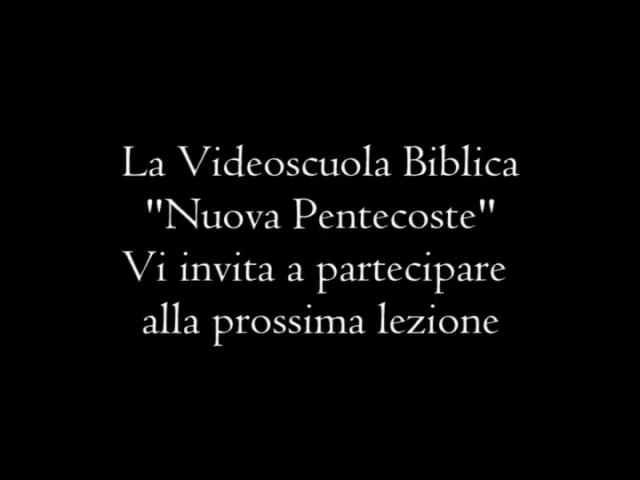 La Videoscuola Biblica
"Nuova Pentecoste"
Vi invita a partecipare
alla prossima lezione